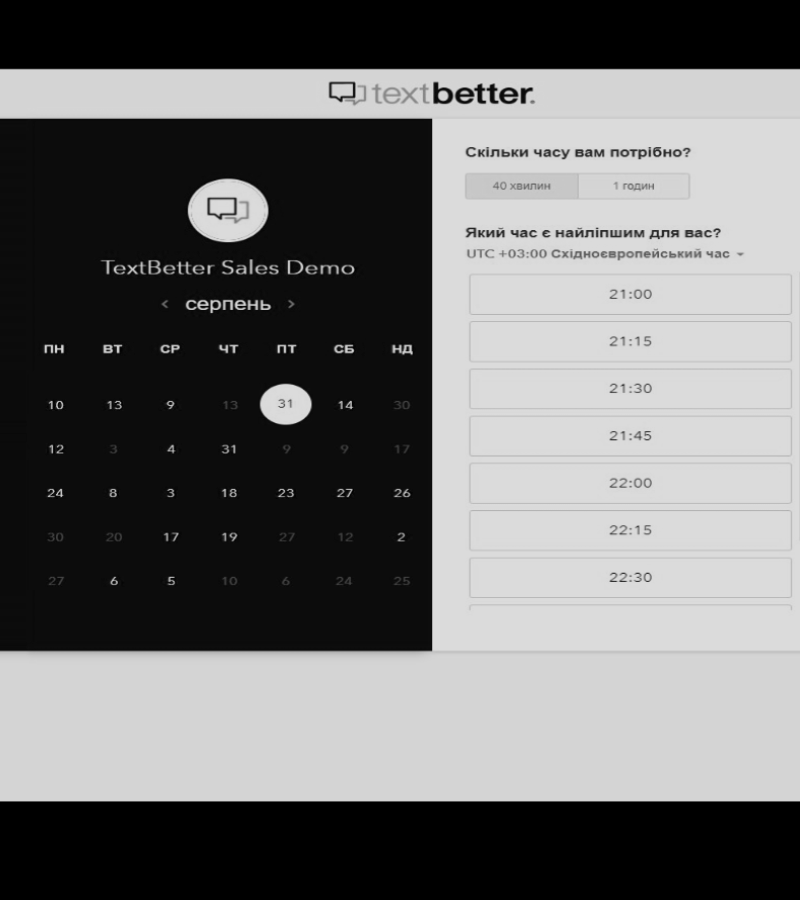 textbetter.
TextBetter Sales Demo
серпень
ПН ВТ СР ЧТ ПТ СБ НД
10 13 9 13 31 14 30
12 3 4 31 9 9 17
24 8 3 18 23 27 26
30 20 17 19 27 12 2
27 6 5 10 6 24 25
Скільки часу вам потрібно?
40 хвилин 1 годин
Який час є найліпшим для вас?
UTC +03:00 Східноєвропейський час
21:00
21:15
21:30
21:45
22:00
22:15
22:30